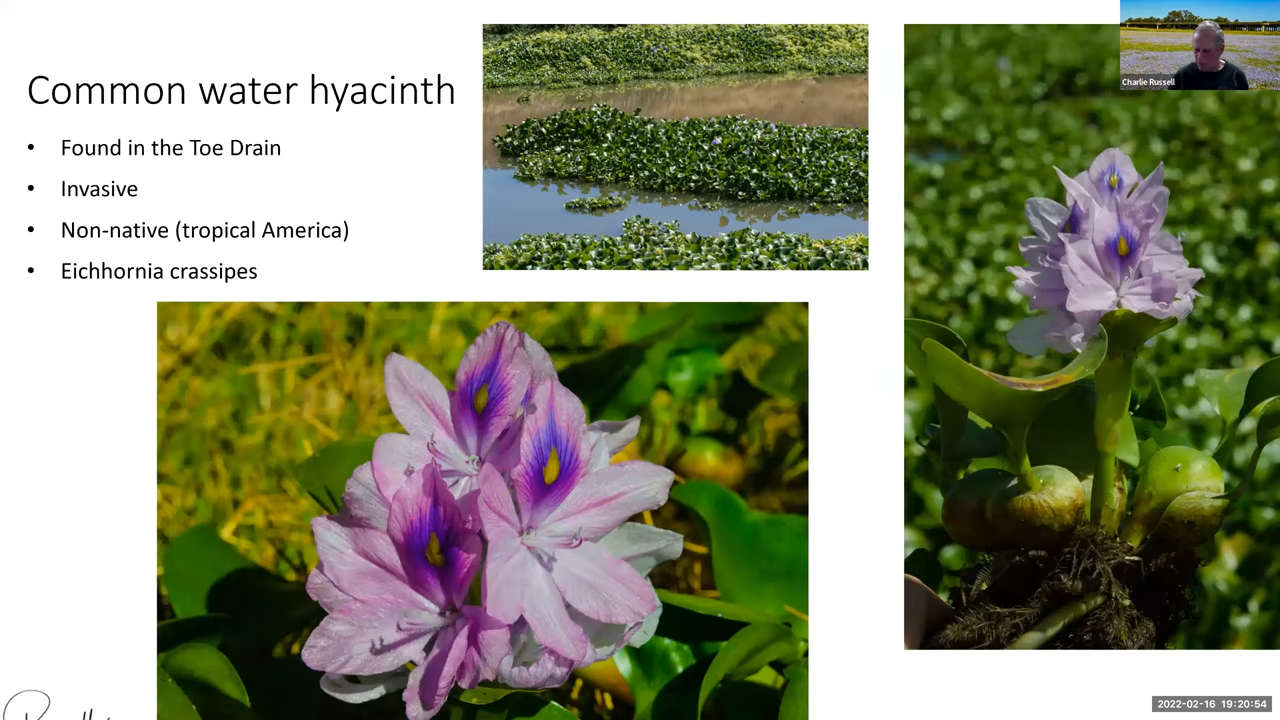 Common water hyacinth
• Found in the Toe Drain
• Invasive
• Non-native (tropical America)
• Eichhornia crassipes
Charlie Russell
2022-02-16 19:20:54